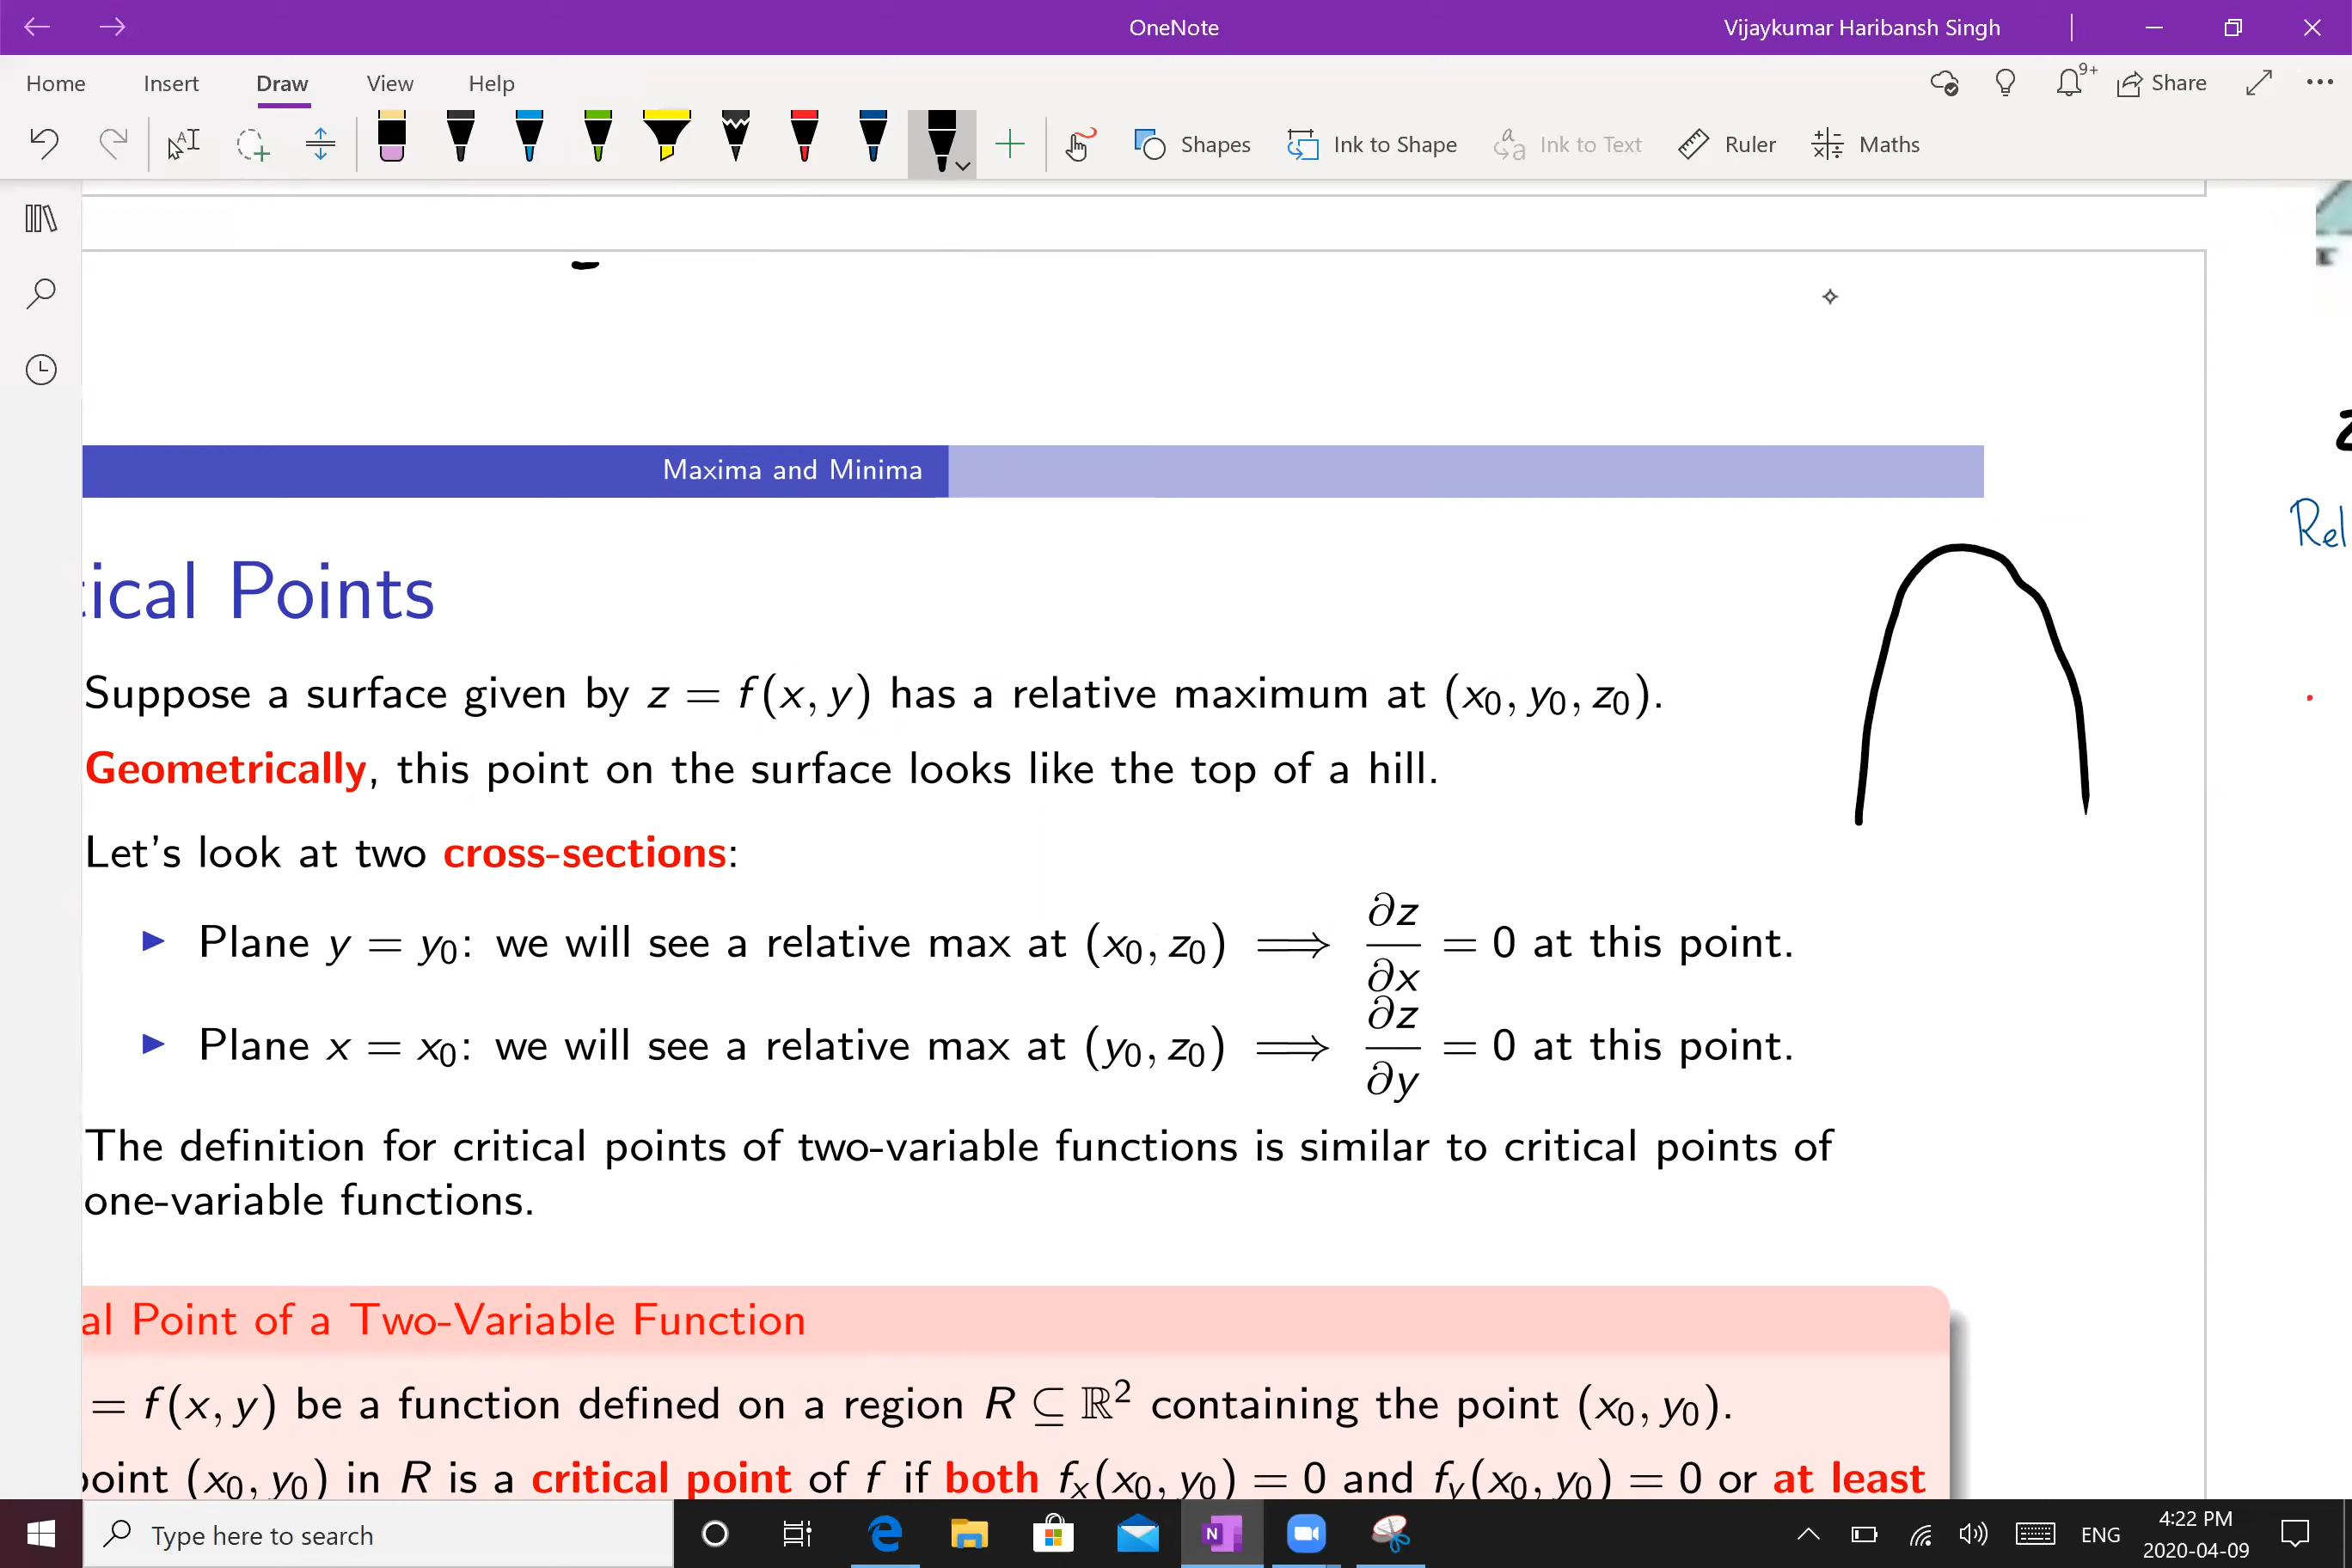 OneNote
Vijaykumar Haribansh Singh
Home Insert Draw View Help
9+ Share
Shapes Ink to Shape Ink to Text Ruler Maths
Maxima and Minima
Rel
ical Points
Suppose a surface given by z = f(x, y) has a relative maximum at (x₀, y₀, z₀).
Geometrically, this point on the surface looks like the top of a hill.
Let's look at two cross-sections:
▶ Plane y = y₀: we will see a relative max at (x₀, z₀) ⟹ ∂z/∂x = 0 at this point.
▶ Plane x = x₀: we will see a relative max at (y₀, z₀) ⟹ ∂z/∂y = 0 at this point.
The definition for critical points of two-variable functions is similar to critical points of
one-variable functions.
al Point of a Two-Variable Function
= f(x, y) be a function defined on a region R ⊆ ℝ² containing the point (x₀, y₀).
point (x₀, y₀) in R is a critical point of f if both fₓ(x₀, y₀) = 0 and f_y(x₀, y₀) = 0 or at least
Type here to search
ENG
4:22 PM
2020-04-09